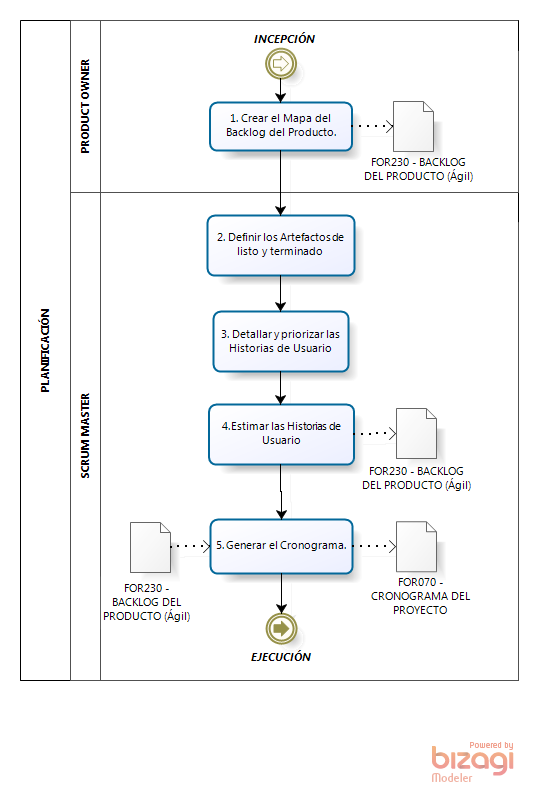 INCEPCIÓN
PLANIFICACIÓN
PRODUCT OWNER
1. Crear el Mapa del
Backlog del Producto.
FOR230 - BACKLOG
DEL PRODUCTO (Ágil)
SCRUM MASTER
2. Definir los Artefactos de
listo y terminado
3. Detallar y priorizar las
Historias de Usuario
4.Estimar las Historias de
Usuario
FOR230 - BACKLOG
DEL PRODUCTO (Ágil)
5. Generar el Cronograma.
FOR230 -
BACKLOG DEL
PRODUCTO (Ágil)
FOR070 -
CRONOGRAMA DEL
PROYECTO
EJECUCIÓN
Powered by
bizagi
Modeler